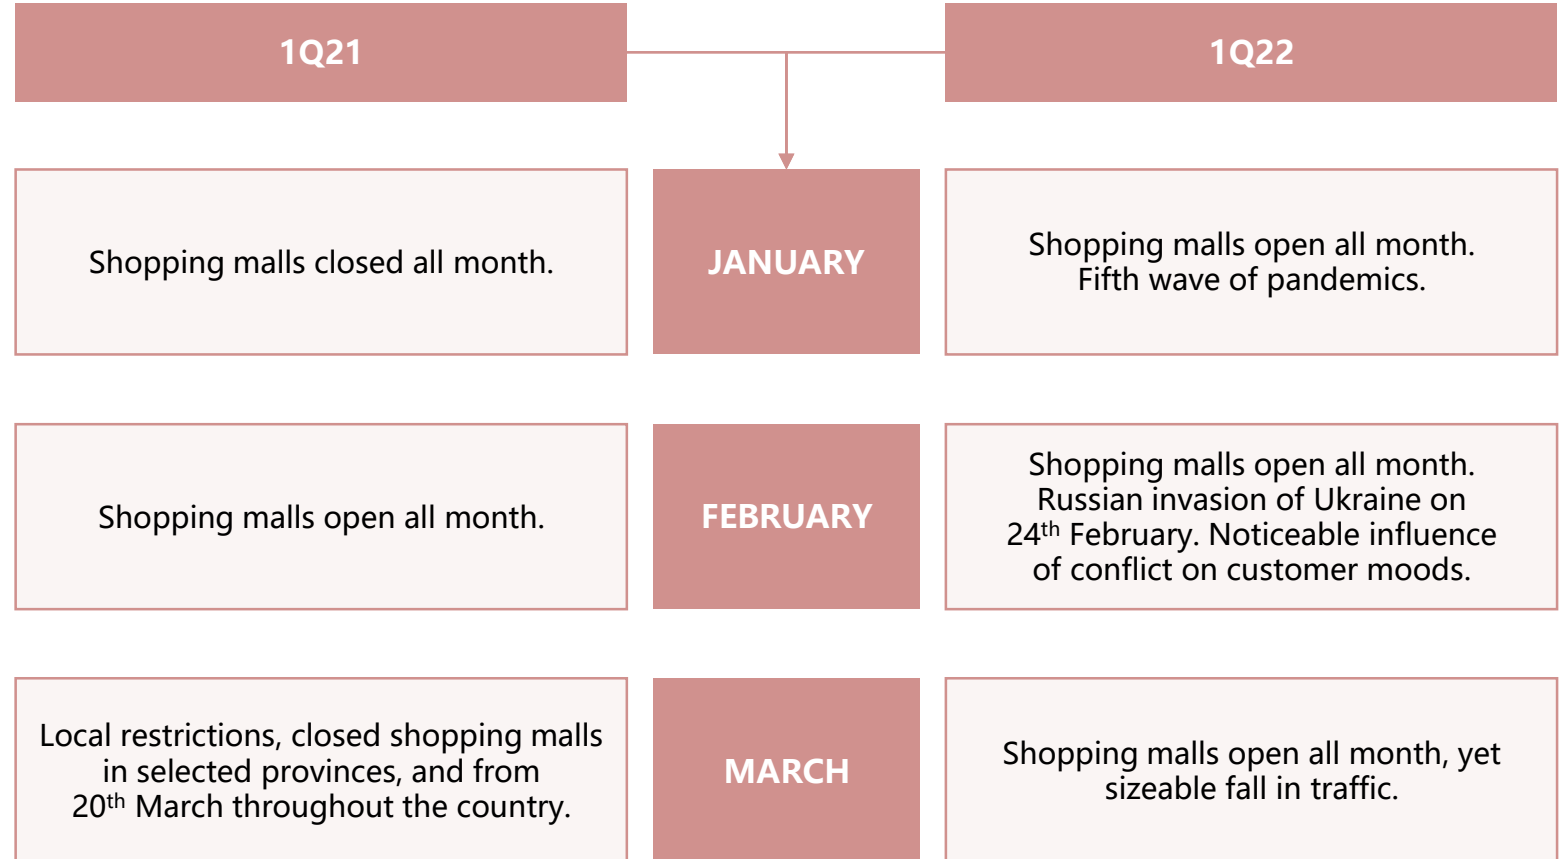 1Q21
1Q22
Shopping malls closed all month.
JANUARY
Shopping malls open all month.
Fifth wave of pandemics.
Shopping malls open all month.
FEBRUARY
Shopping malls open all month.
Russian invasion of Ukraine on
24th February. Noticeable influence
of conflict on customer moods.
Local restrictions, closed shopping malls
in selected provinces, and from
20th March throughout the country.
MARCH
Shopping malls open all month, yet
sizeable fall in traffic.